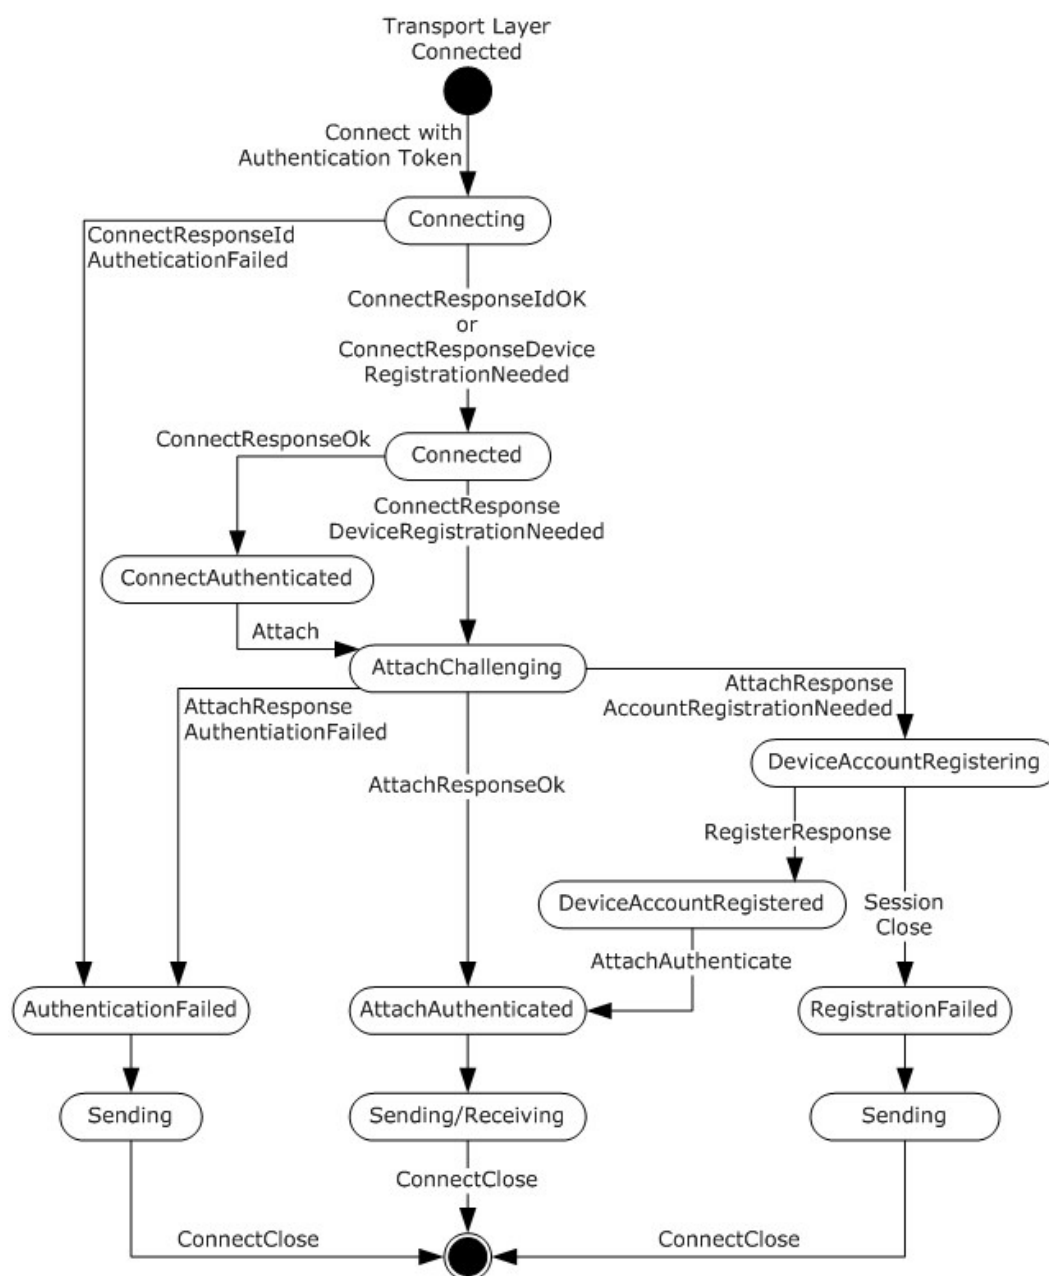 Transport Layer
Connected
Connect with
Authentication Token
Connecting
ConnectResponseId
AutheticationFailed
ConnectResponseIdOK
or
ConnectResponseDevice
RegistrationNeeded
ConnectResponseOk
Connected
ConnectResponse
DeviceRegistrationNeeded
ConnectAuthenticated
Attach
AttachChallenging
AttachResponse
AuthentiationFailed
AttachResponse
AccountRegistrationNeeded
DeviceAccountRegistering
AttachResponseOk
RegisterResponse
DeviceAccountRegistered
Session
Close
AttachAuthenticate
AuthenticationFailed
AttachAuthenticated
RegistrationFailed
Sending
Sending/Receiving
Sending
ConnectClose
ConnectClose
ConnectClose